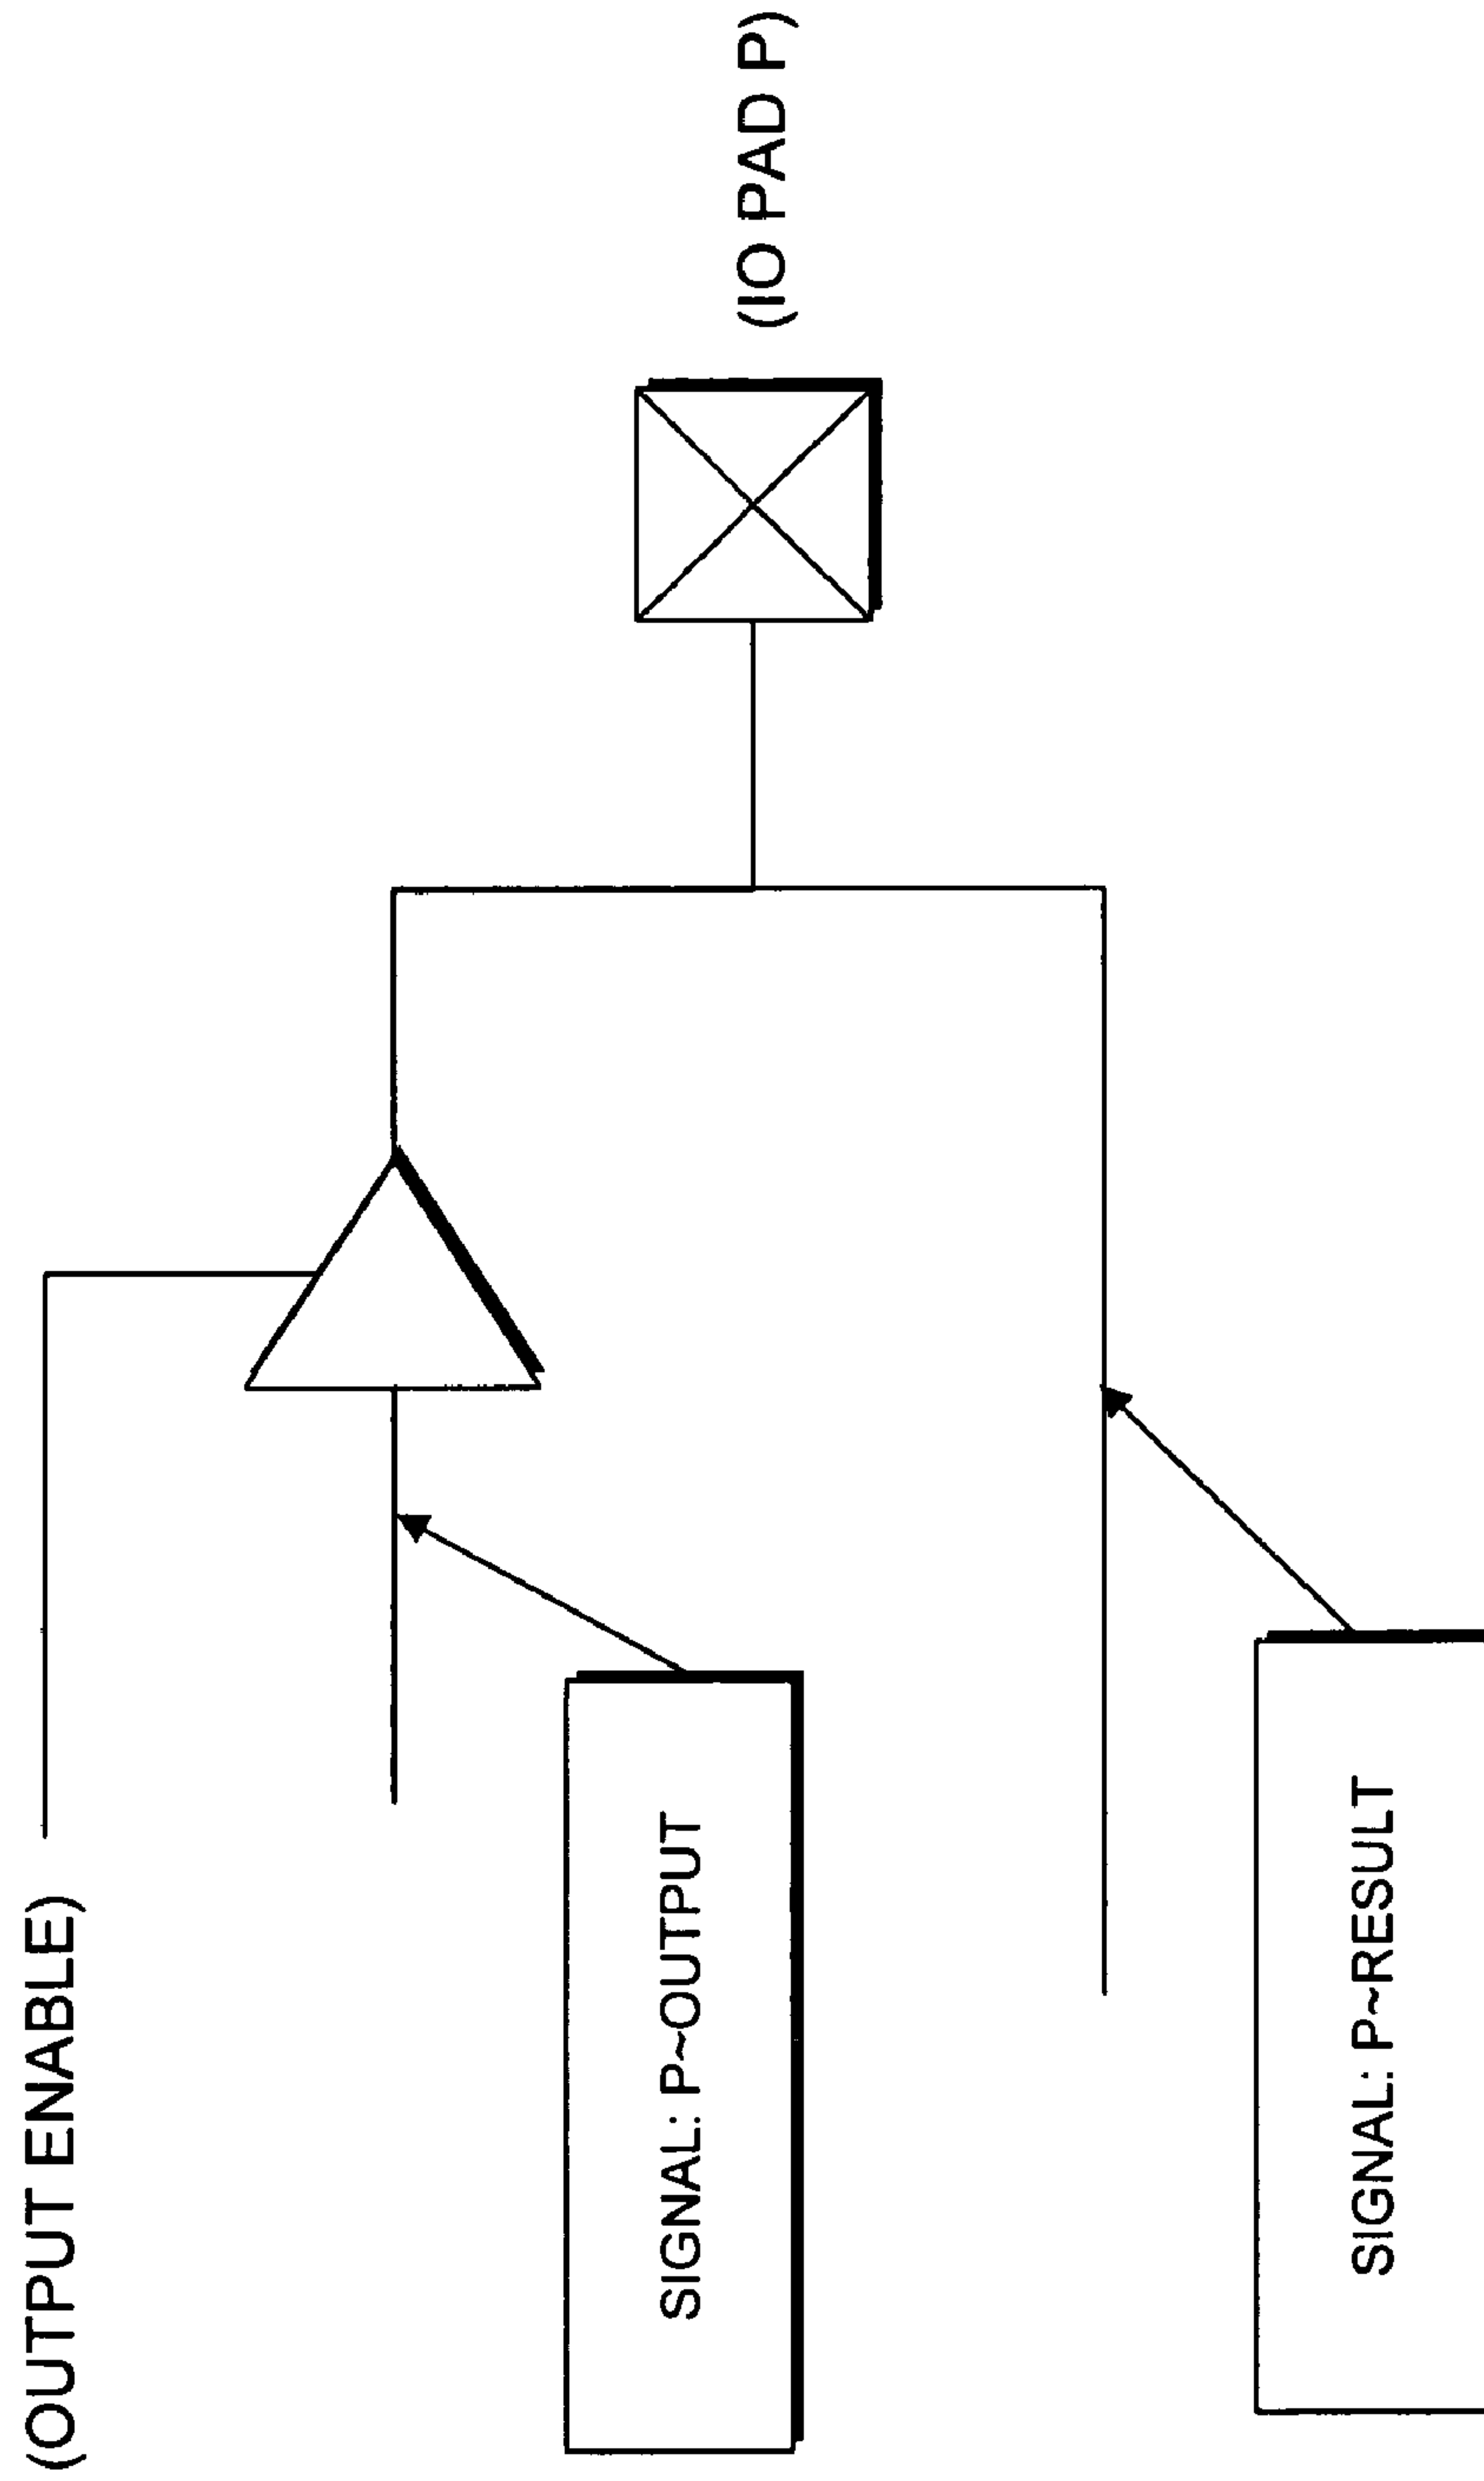 (OUTPUT ENABLE)
(IO PAD P)
SIGNAL: P~OUTPUT
SIGNAL: P~RESULT